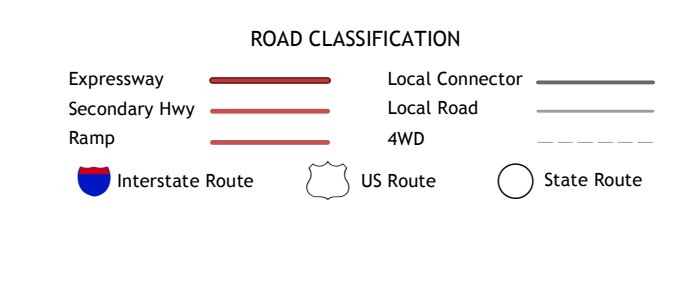 ROAD CLASSIFICATION
Expressway
Secondary Hwy
Ramp
Local Connector
Local Road
4WD
Interstate Route
US Route
State Route